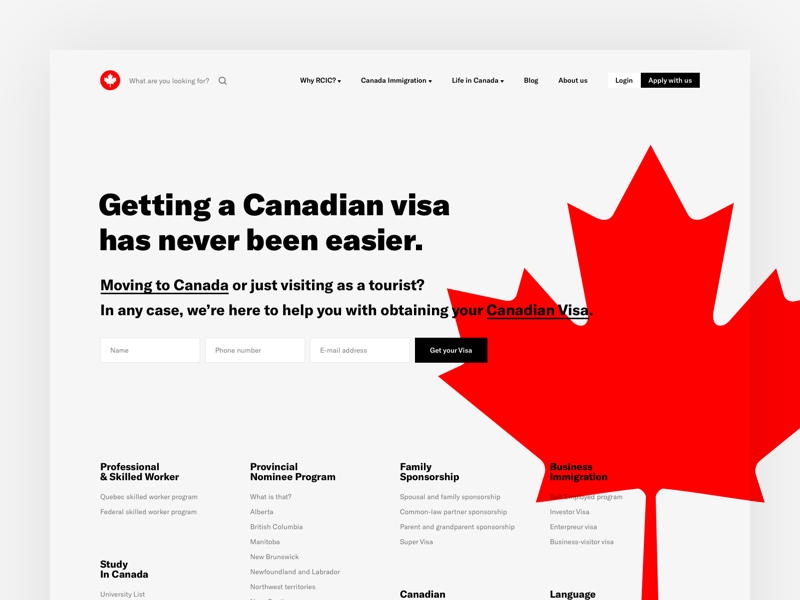 What are you looking for?
Why RCIC?
Canada Immigration
Life in Canada
Blog
About us
Login
Apply with us
Getting a Canadian visa
has never been easier.
Moving to Canada or just visiting as a tourist?
In any case, we're here to help you with obtaining your Canadian Visa.
Name
Phone number
E-mail address
Get your Visa
Professional
& Skilled Worker
Quebec skilled worker program
Federal skilled worker program
Study
In Canada
University List
Provincial
Nominee Program
What is that?
Alberta
British Columbia
Manitoba
New Brunswick
Newfoundland and Labrador
Northwest territories
Family
Sponsorship
Spousal and family sponsorship
Common-law partner sponsorship
Parent and grandparent sponsorship
Super Visa
Canadian
Business
Immigration
program
Investor Visa
Enterpreur visa
Business-visitor visa
Language